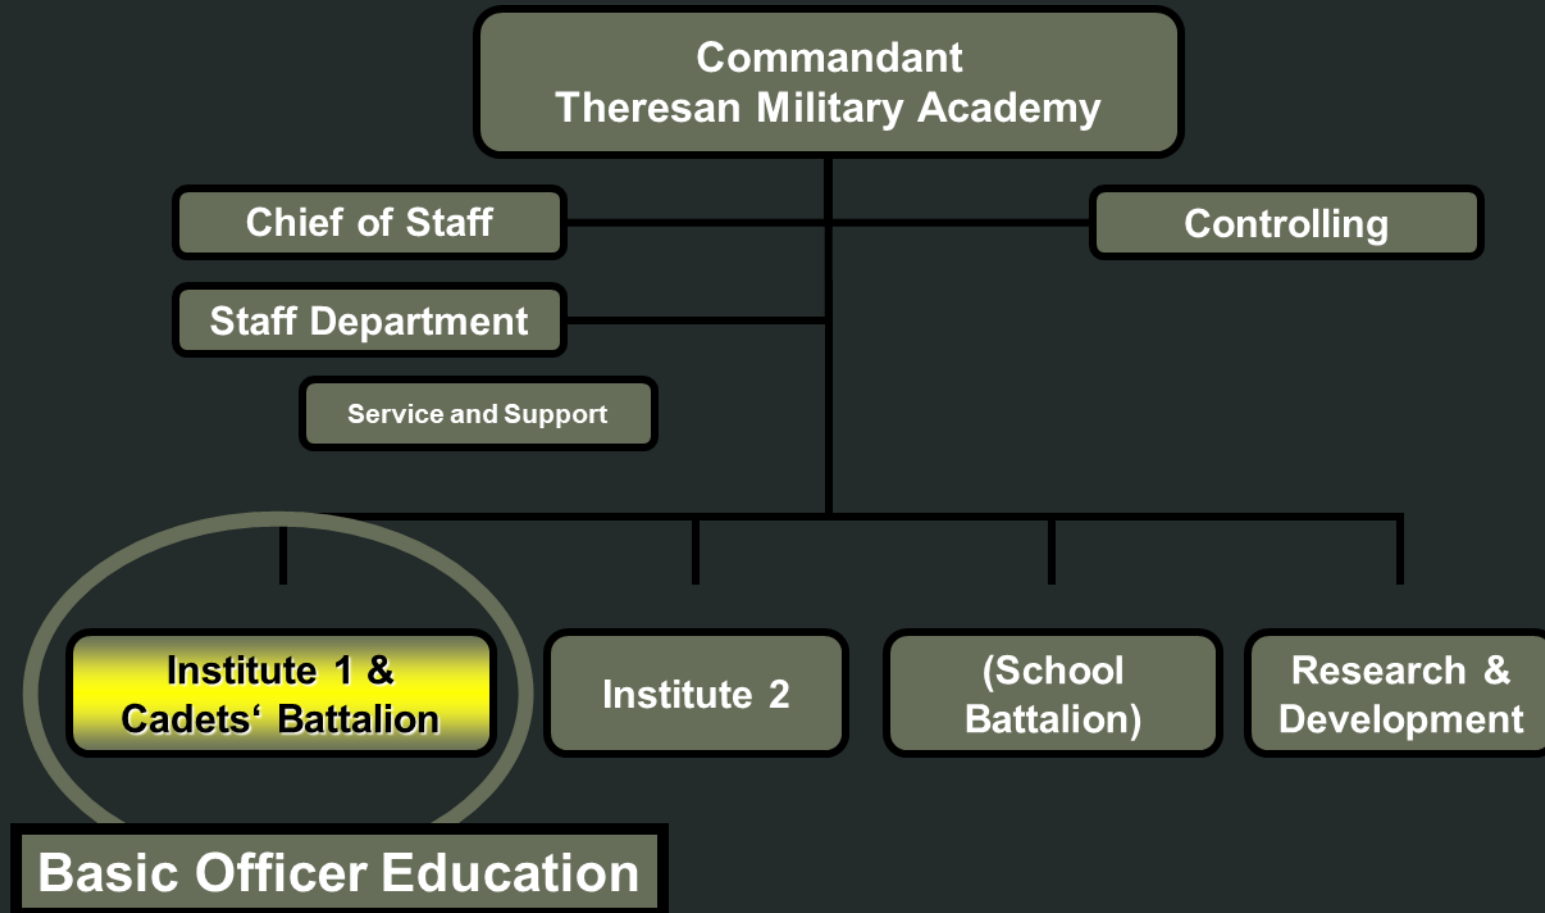 Commandant
Theresan Military Academy
Chief of Staff
Controlling
Staff Department
Service and Support
Institute 1 &
Cadets‘ Battalion
Institute 2
(School
Battalion)
Research &
Development
Basic Officer Education